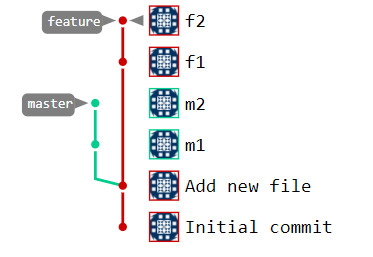 feature
f2
f1
master
m2
m1
Add new file
Initial commit